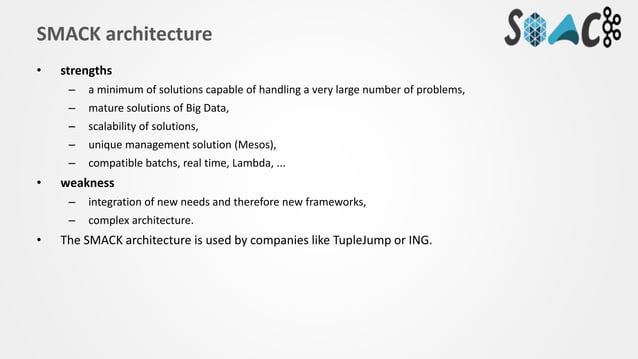 SMACK architecture
SMACK
• strengths
– a minimum of solutions capable of handling a very large number of problems,
– mature solutions of Big Data,
– scalability of solutions,
– unique management solution (Mesos),
– compatible batchs, real time, Lambda, ...
• weakness
– integration of new needs and therefore new frameworks,
– complex architecture.
• The SMACK architecture is used by companies like TupleJump or ING.